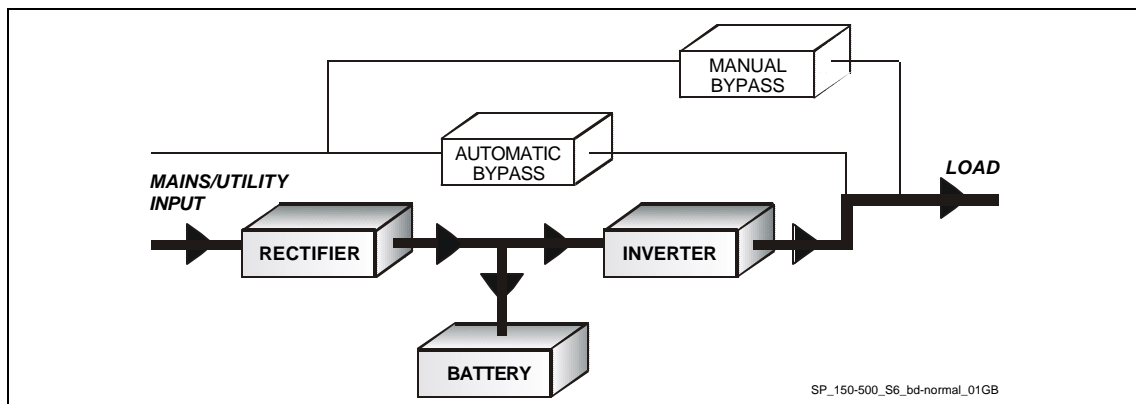 MANUAL
BYPASS
AUTOMATIC
BYPASS
MAINS/UTILITY
INPUT
LOAD
RECTIFIER
INVERTER
BATTERY
SP_150-500_S6_bd-normal_01GB